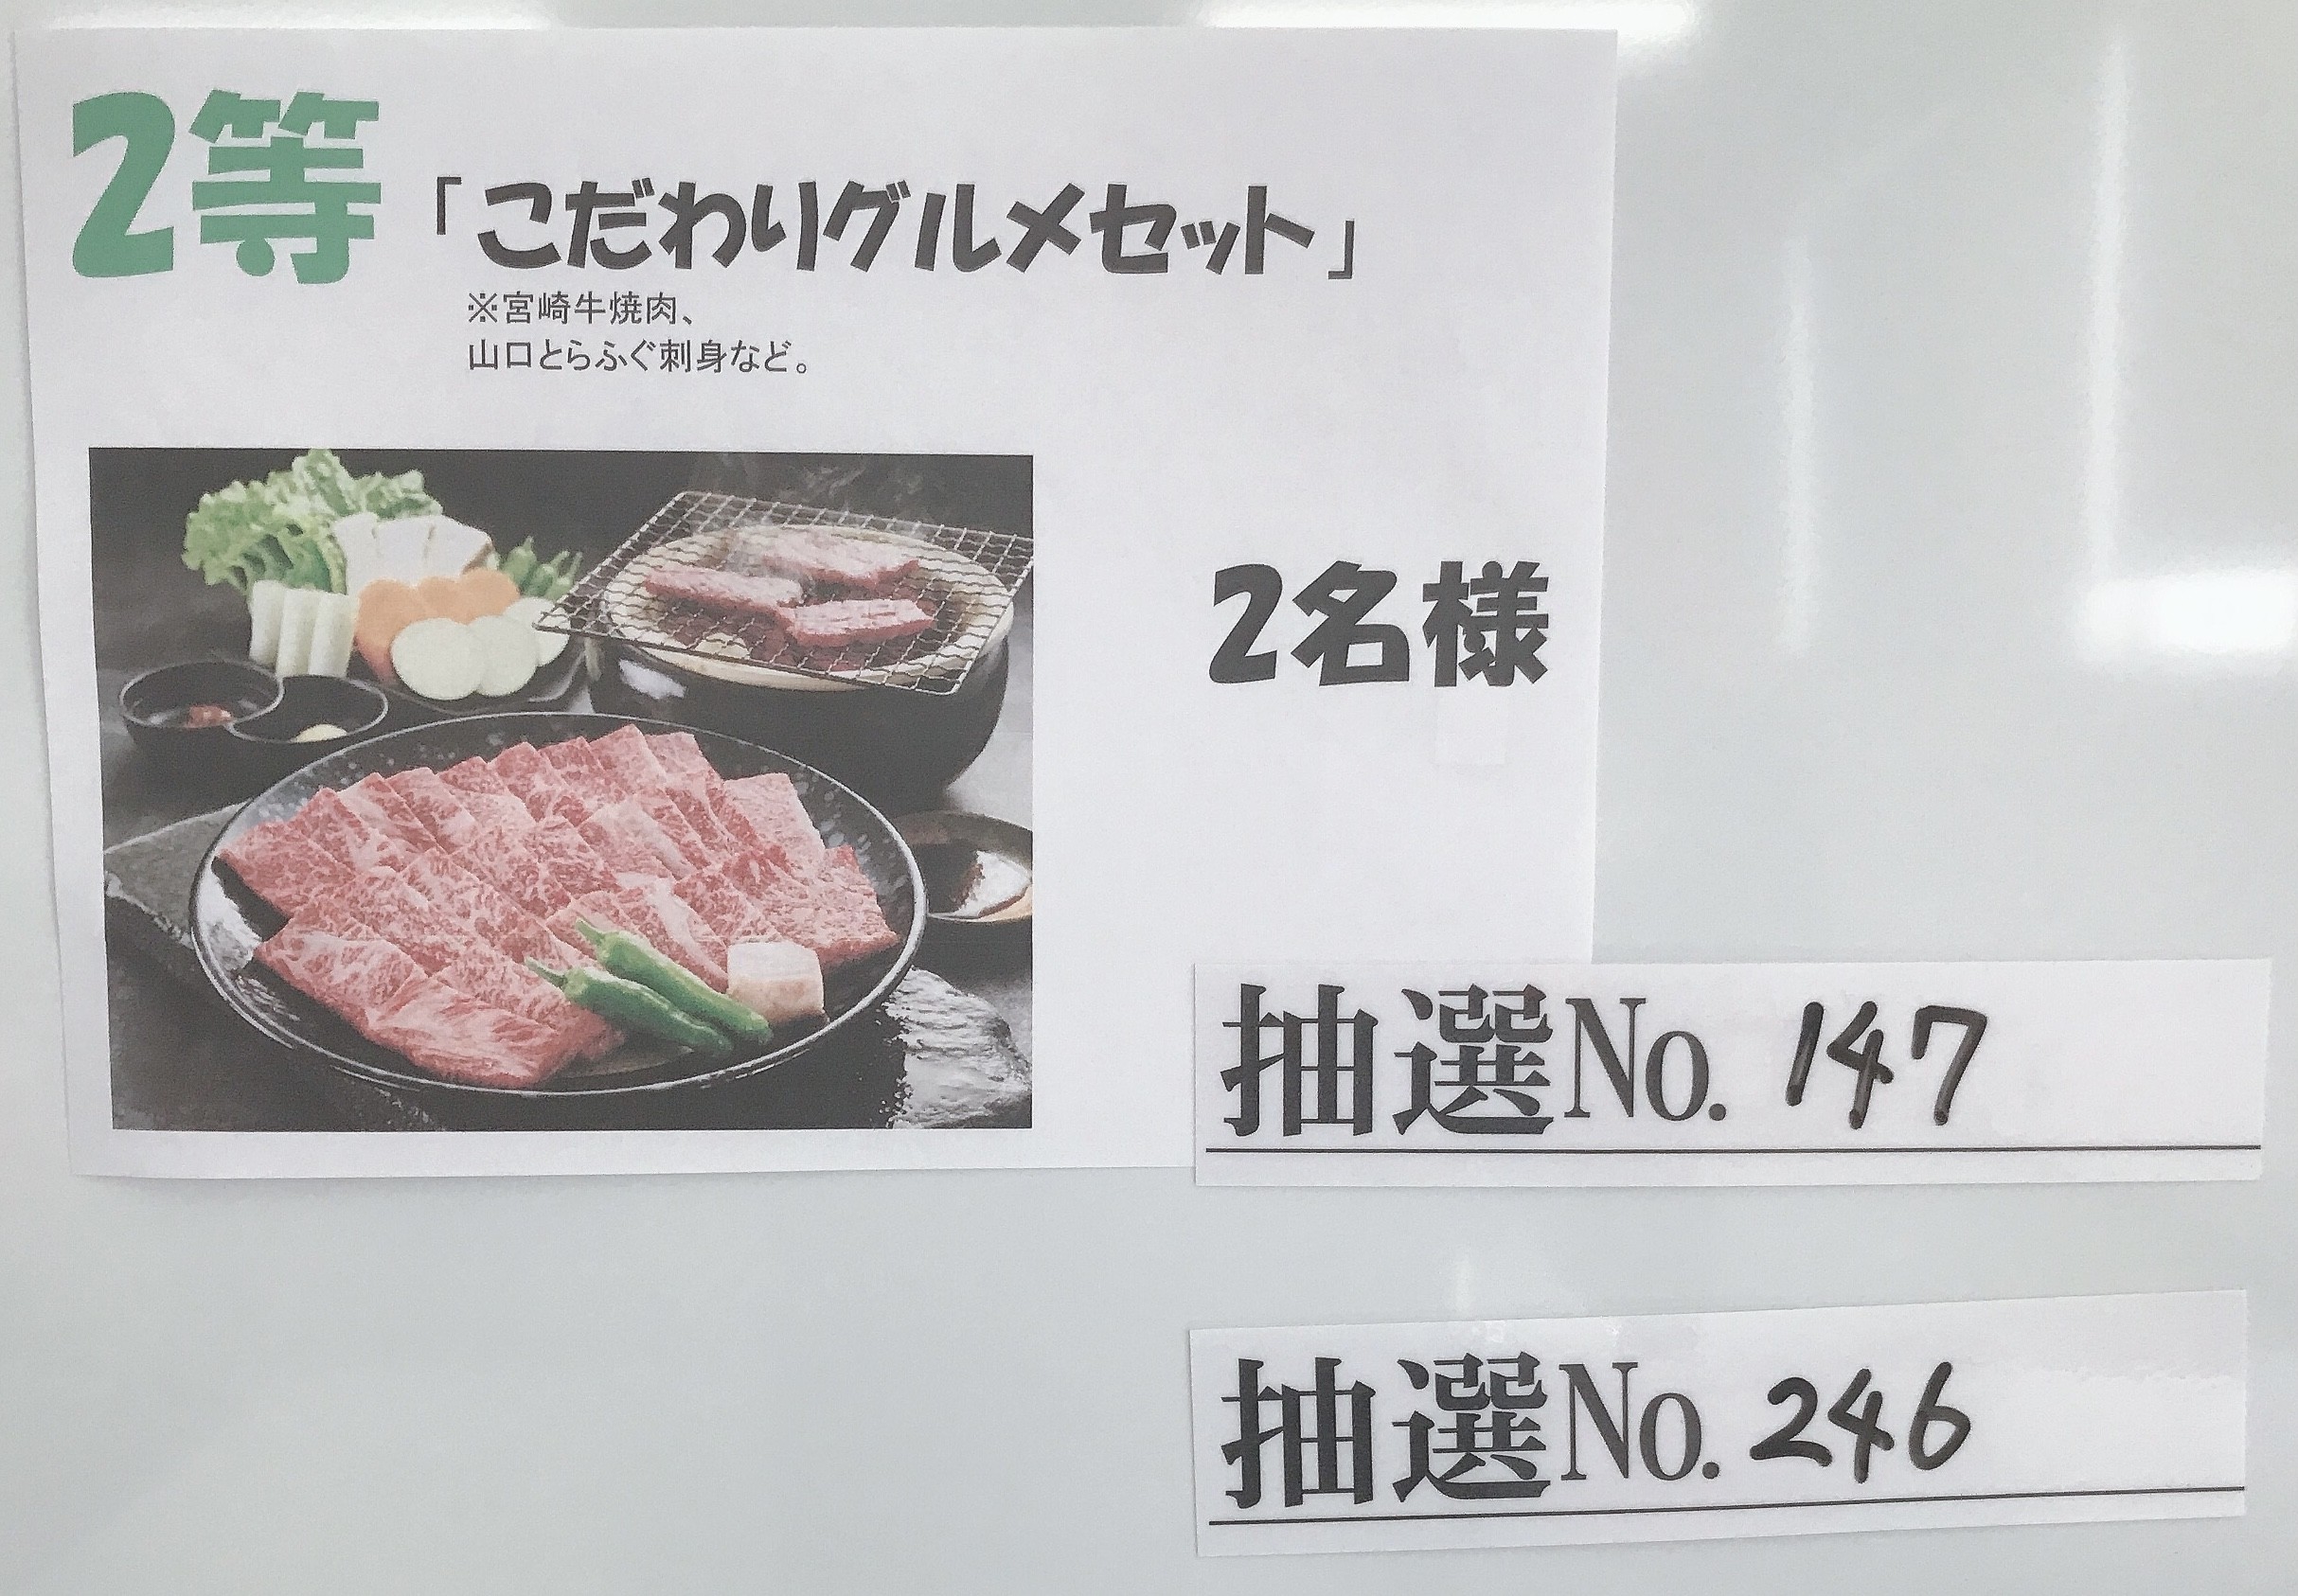 2等
「こだわりグルメセット」
※宮崎牛焼肉、
山口とらふぐ刺身など。
2名様
抽選No. 147
抽選No. 246